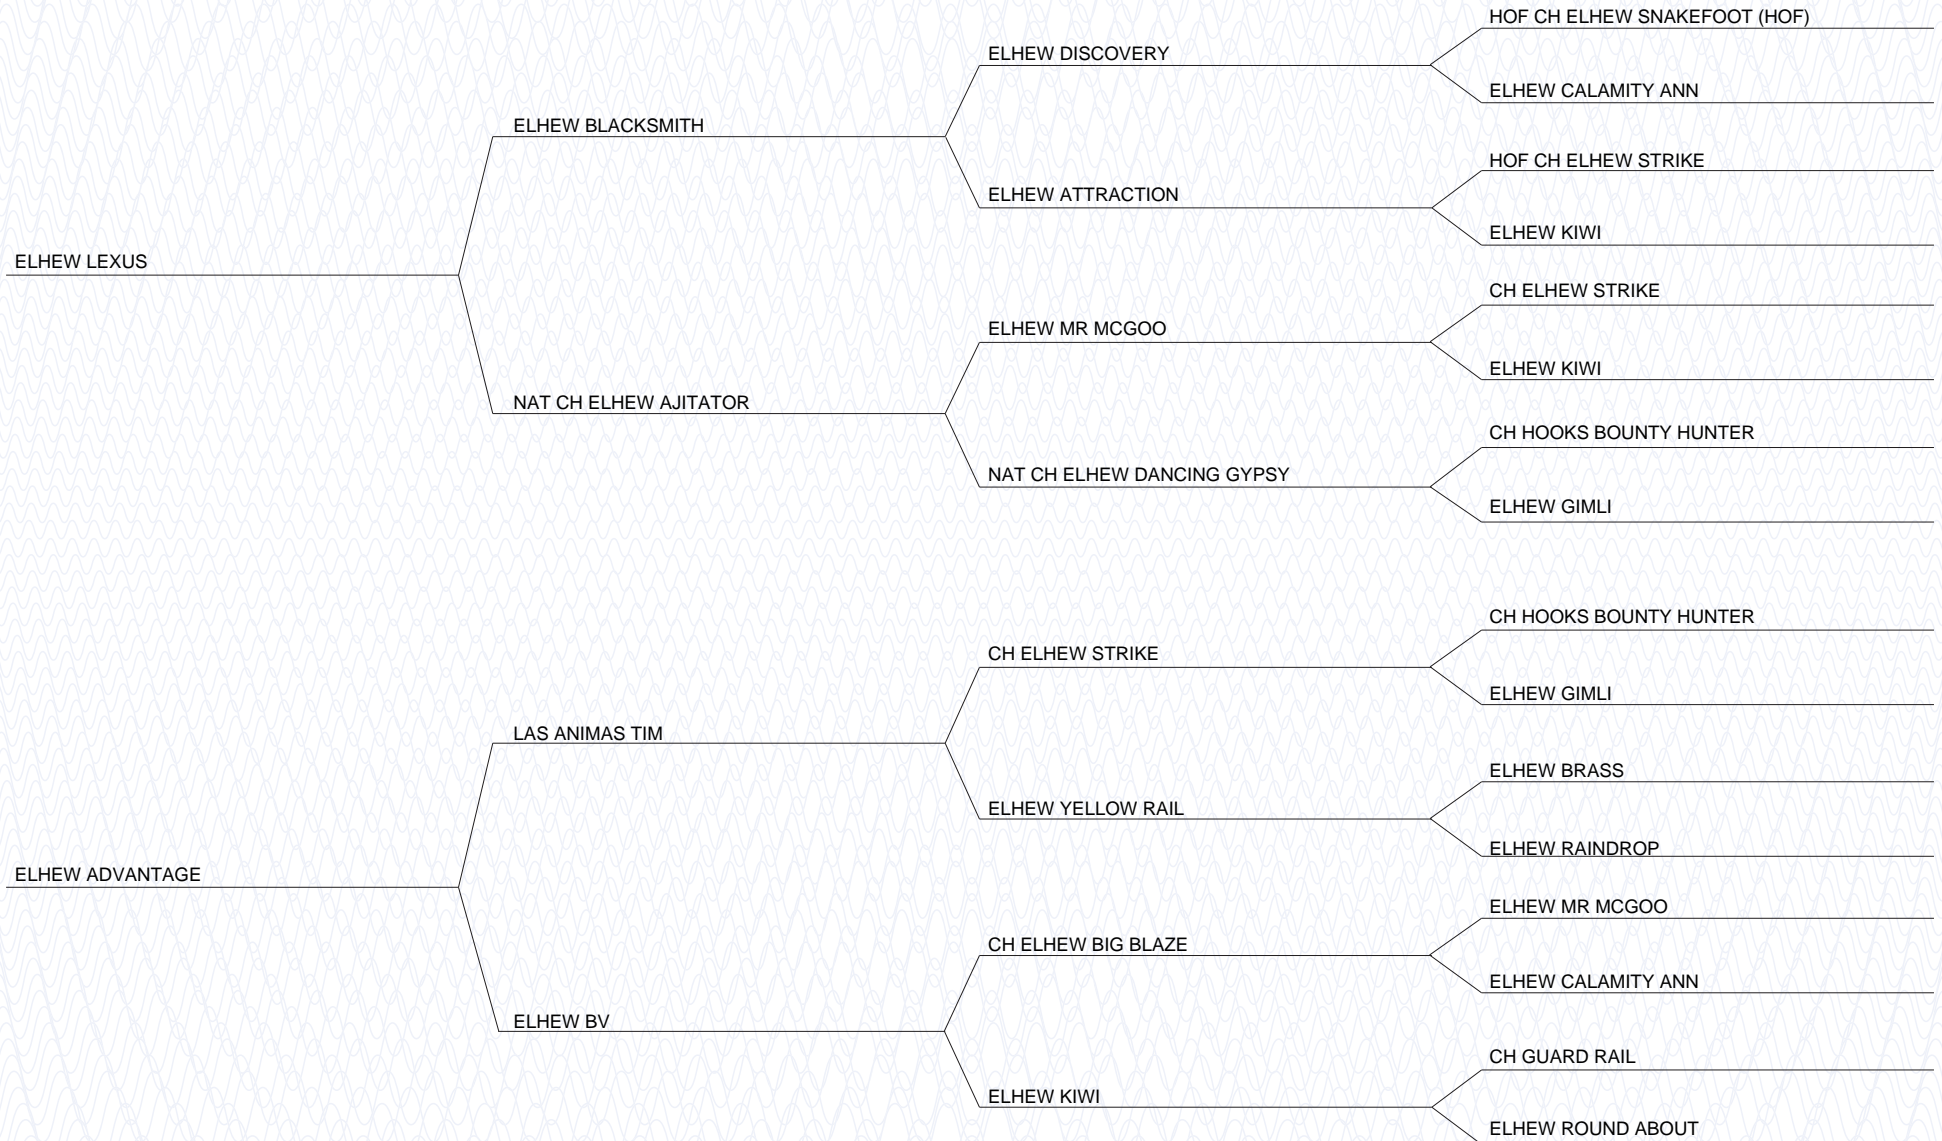 HOF CH ELHEW SNAKEFOOT (HOF)
ELHEW DISCOVERY
ELHEW CALAMITY ANN
ELHEW BLACKSMITH
HOF CH ELHEW STRIKE
ELHEW ATTRACTION
ELHEW KIWI
ELHEW LEXUS
CH ELHEW STRIKE
ELHEW MR MCGOO
ELHEW KIWI
NAT CH ELHEW AJITATOR
CH HOOKS BOUNTY HUNTER
NAT CH ELHEW DANCING GYPSY
ELHEW GIMLI
CH HOOKS BOUNTY HUNTER
CH ELHEW STRIKE
ELHEW GIMLI
LAS ANIMAS TIM
ELHEW BRASS
ELHEW YELLOW RAIL
ELHEW RAINDROP
ELHEW ADVANTAGE
ELHEW MR MCGOO
CH ELHEW BIG BLAZE
ELHEW CALAMITY ANN
ELHEW BV
CH GUARD RAIL
ELHEW KIWI
ELHEW ROUND ABOUT